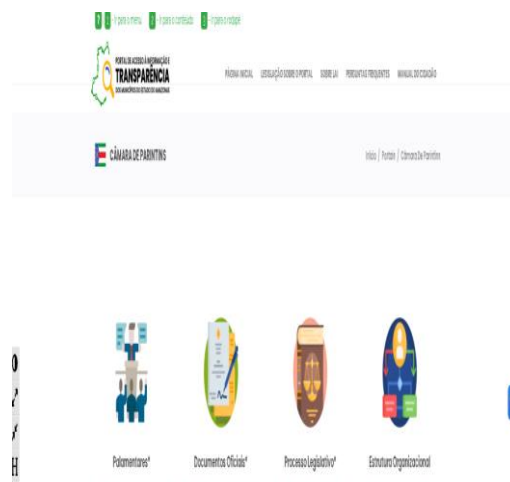 ? 1 - Ir para o menu 2 - Ir para o conteúdo 3 - Ir para o rodapé
PORTAL DE ACESSO À INFORMAÇÃO E
TRANSPARÊNCIA
DOS MUNICÍPIOS DO ESTADO DO AMAZONAS
PÁGINA INICIAL LEGISLAÇÃO SOBRE O PORTAL SOBRE LAI PERGUNTAS FREQUENTES MANUAL DO CIDADÃO
CÂMARA DE PARINTINS
Início | Portais | Câmara De Parintins
Palamentares*
Documentos Oficiais*
Processo Legislativo*
Estrutura Organizacional
H